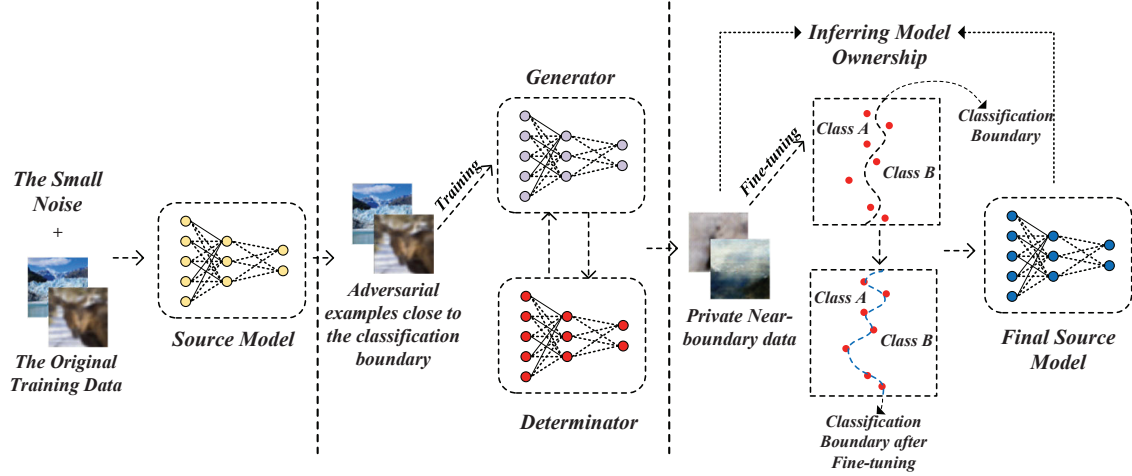 The Small
Noise
+
The Original
Training Data
Source Model
Adversarial
examples close to
the classification
boundary
Training
Generator
Determinator
Private Near-
boundary data
Fine-tuning
Inferring Model
Ownership
Class A
Class B
Classification
Boundary
Class A
Class B
Classification
Boundary after
Fine-tuning
Final Source
Model